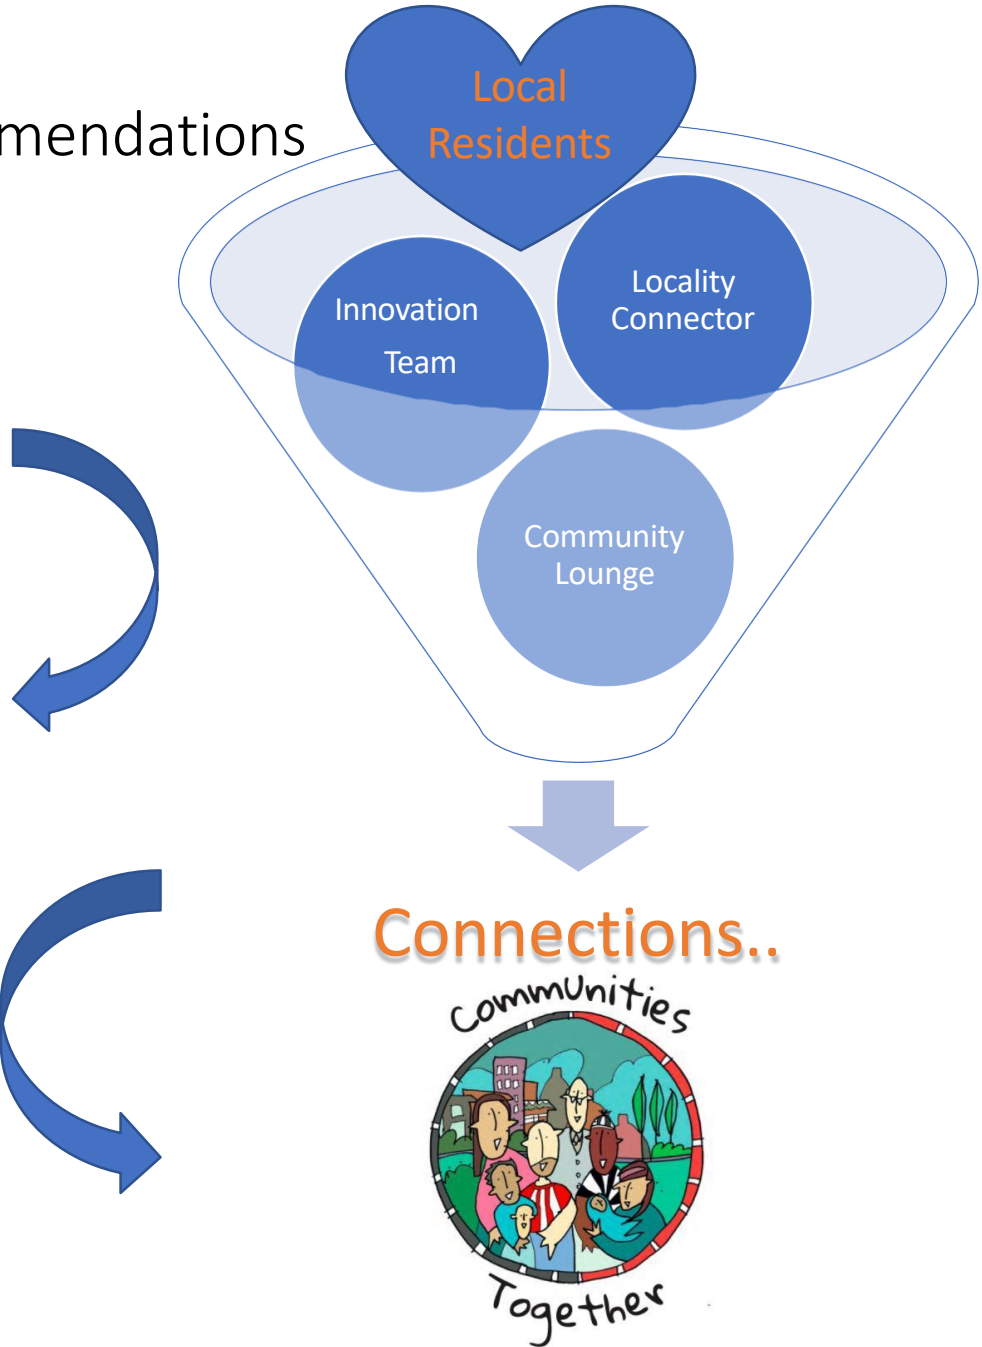 mendations
Local
Residents
Locality
Connector
Innovation
Team
Community
Lounge
Connections..
CommUnities
Together